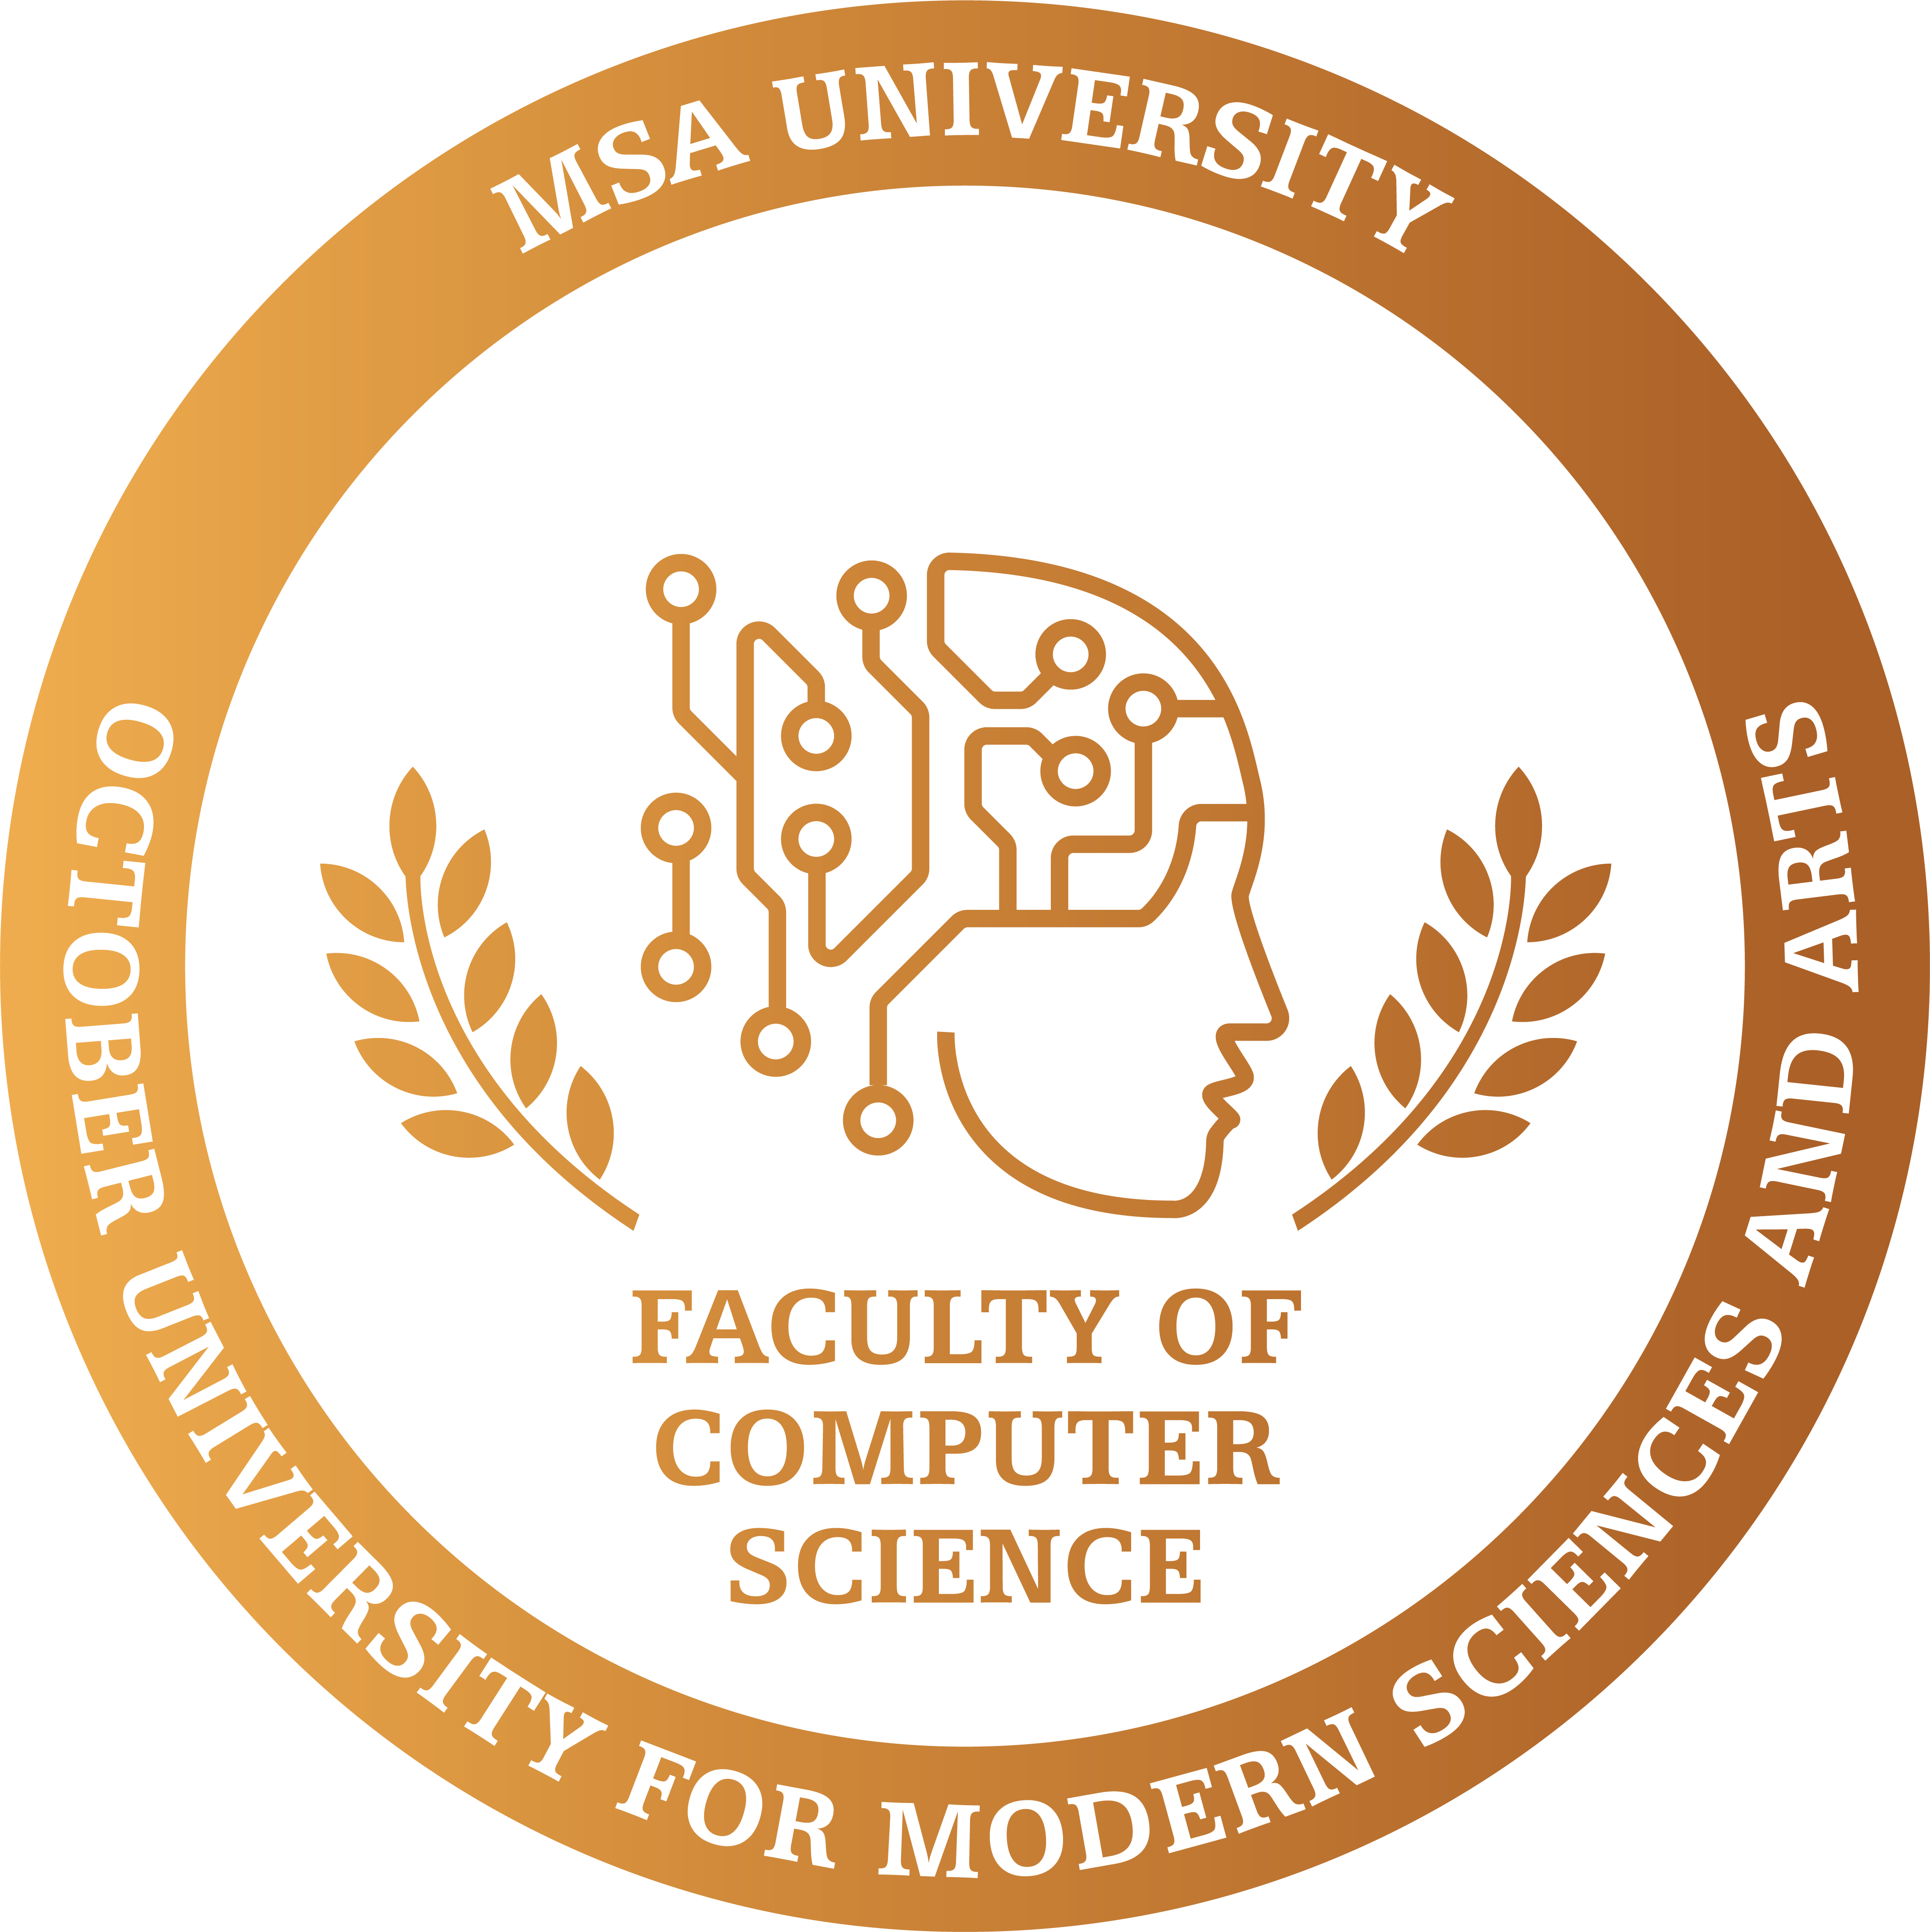 MSA UNIVERSITY
FACULTY OF
COMPUTER
SCIENCE
OCTOBER UNIVERSITY FOR MODERN SCIENCES AND ARTS